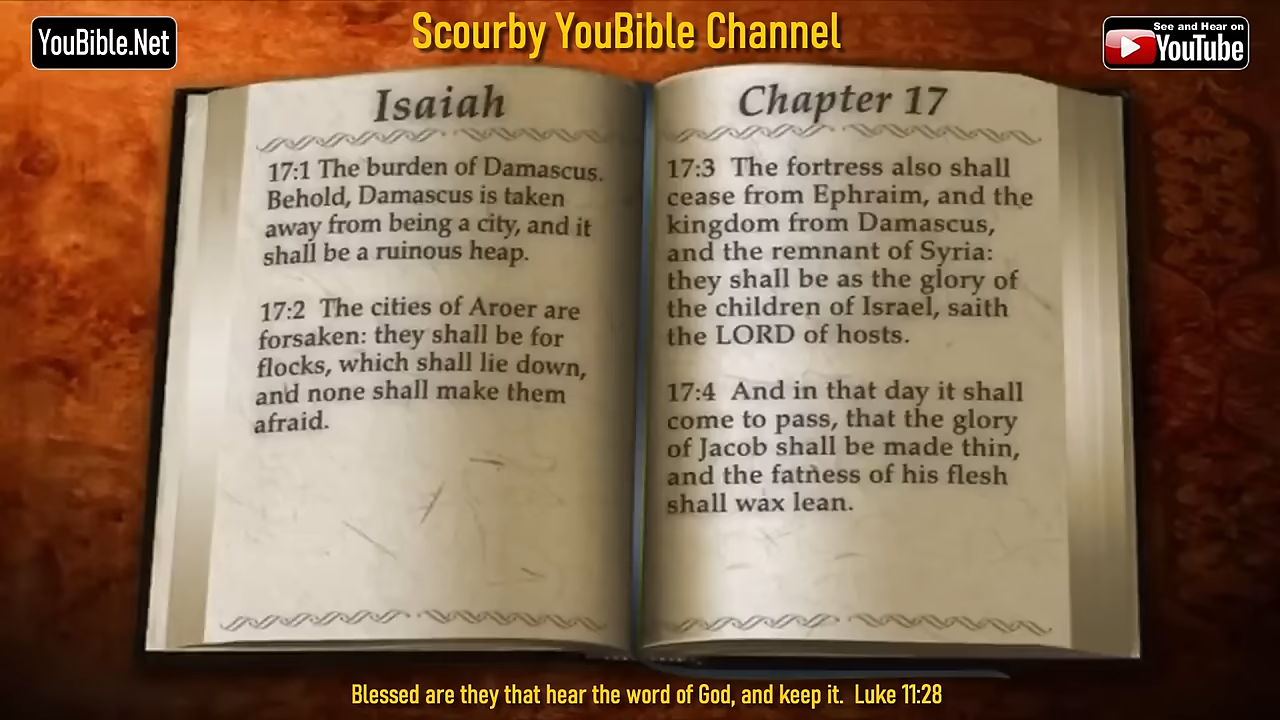 YouBible.Net
Scourby YouBible Channel
See and Hear on
YouTube
Isaiah
17:1 The burden of Damascus.
Behold, Damascus is taken
away from being a city, and it
shall be a ruinous heap.
17:2 The cities of Aroer are
forsaken: they shall be for
flocks, which shall lie down,
and none shall make them
afraid.
Chapter 17
17:3 The fortress also shall
cease from Ephraim, and the
kingdom from Damascus,
and the remnant of Syria:
they shall be as the glory of
the children of Israel, saith
the LORD of hosts.
17:4 And in that day it shall
come to pass, that the glory
of Jacob shall be made thin,
and the fatness of his flesh
shall wax lean.
Blessed are they that hear the word of God, and keep it. Luke 11:28